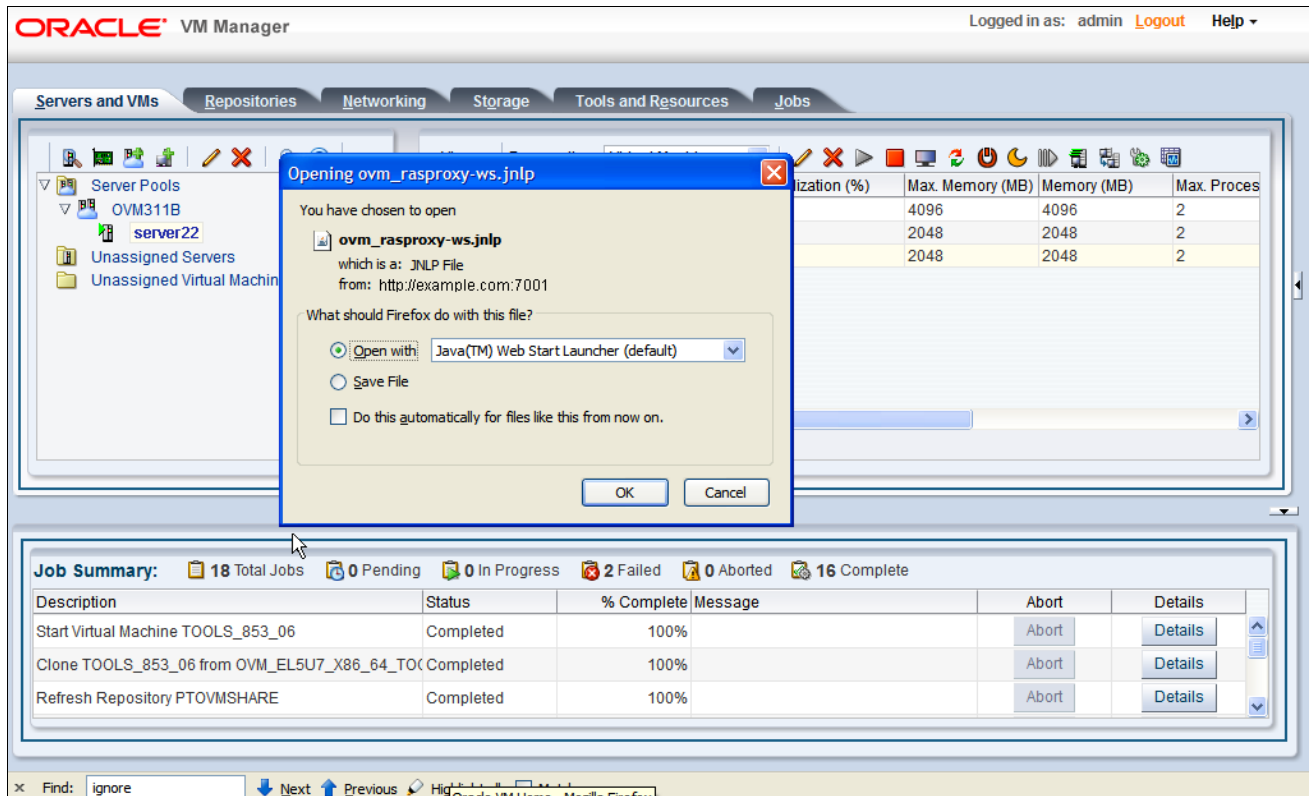 ORACLE VM Manager
Logged in as: admin Logout Help
Servers and VMs Repositories Networking Storage Tools and Resources Jobs
Opening ovm_rasproxy-ws.jnlp
Server Pools
OVM311B
server22
Unassigned Servers
Unassigned Virtual Machin
You have chosen to open
ovm_rasproxy-ws.jnlp
which is a: JNLP File
from: http://example.com:7001
What should Firefox do with this file?
Open with Java(TM) Web Start Launcher (default)
Save File
Do this automatically for files like this from now on.
OK Cancel
lization (%) Max. Memory (MB) Memory (MB) Max. Proces
4096 4096 2
2048 2048 2
2048 2048 2
Job Summary: 18 Total Jobs 0 Pending 0 In Progress 2 Failed 0 Aborted 16 Complete
Description Status % Complete Message Abort Details
Start Virtual Machine TOOLS_853_06 Completed 100% Abort Details
Clone TOOLS_853_06 from OVM_EL5U7_X86_64_TOO Completed 100% Abort Details
Refresh Repository PTOVMSHARE Completed 100% Abort Details
x Find: ignore Next Previous
Oracle VM Home - Mozilla Firefox